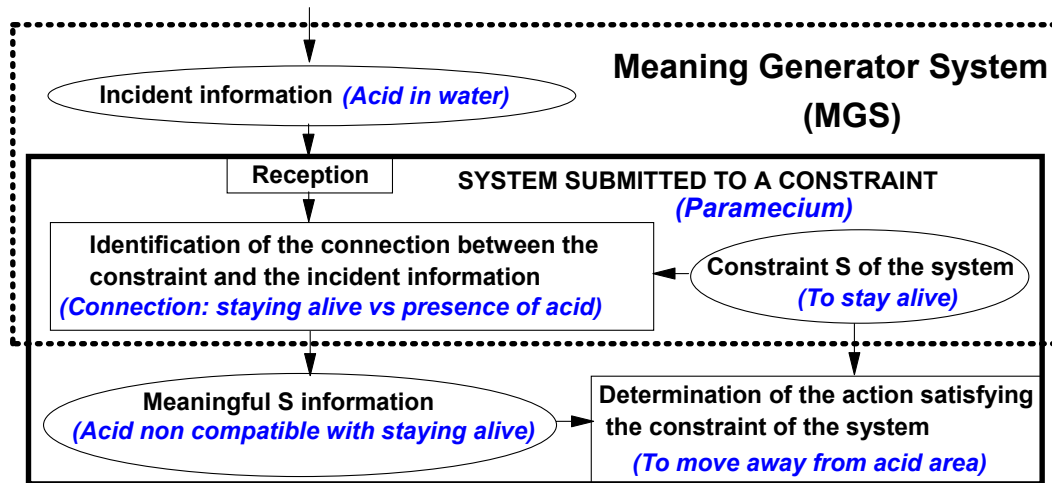 Meaning Generator System
(MGS)
Incident information (Acid in water)
Reception
SYSTEM SUBMITTED TO A CONSTRAINT
(Paramecium)
Identification of the connection between the
constraint and the incident information
(Connection: staying alive vs presence of acid)
Constraint S of the system
(To stay alive)
Meaningful S information
(Acid non compatible with staying alive)
Determination of the action satisfying
the constraint of the system
(To move away from acid area)